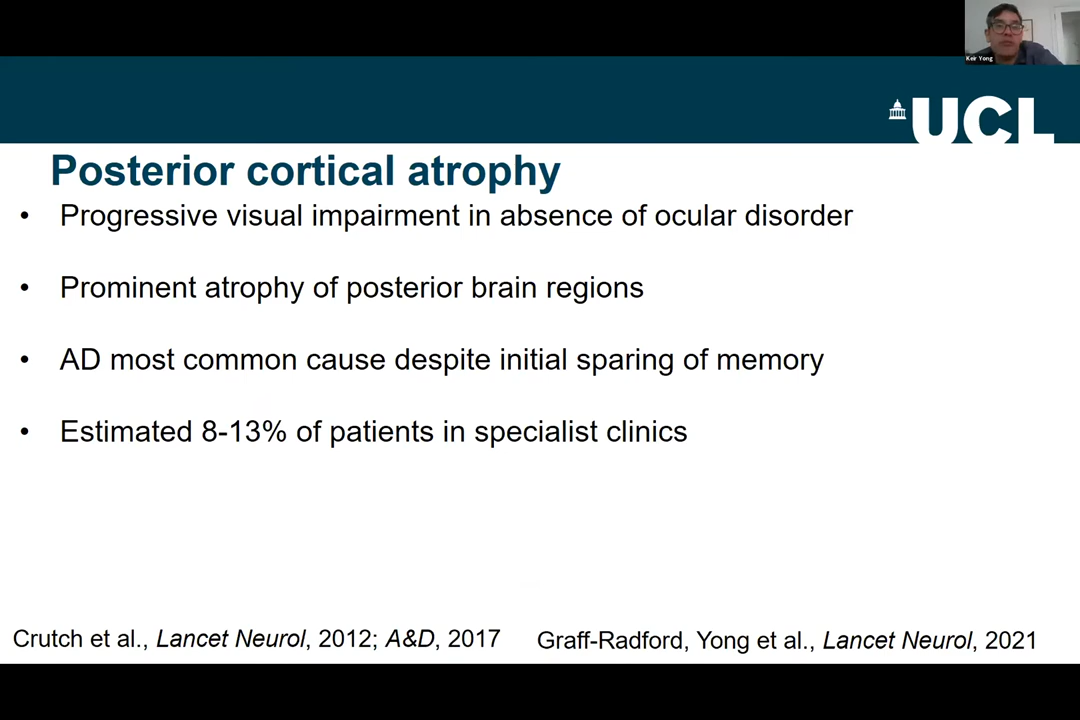 Keir Yong
UCL
Posterior cortical atrophy
• Progressive visual impairment in absence of ocular disorder
• Prominent atrophy of posterior brain regions
• AD most common cause despite initial sparing of memory
• Estimated 8-13% of patients in specialist clinics
Crutch et al., Lancet Neurol, 2012; A&D, 2017
Graff-Radford, Yong et al., Lancet Neurol, 2021